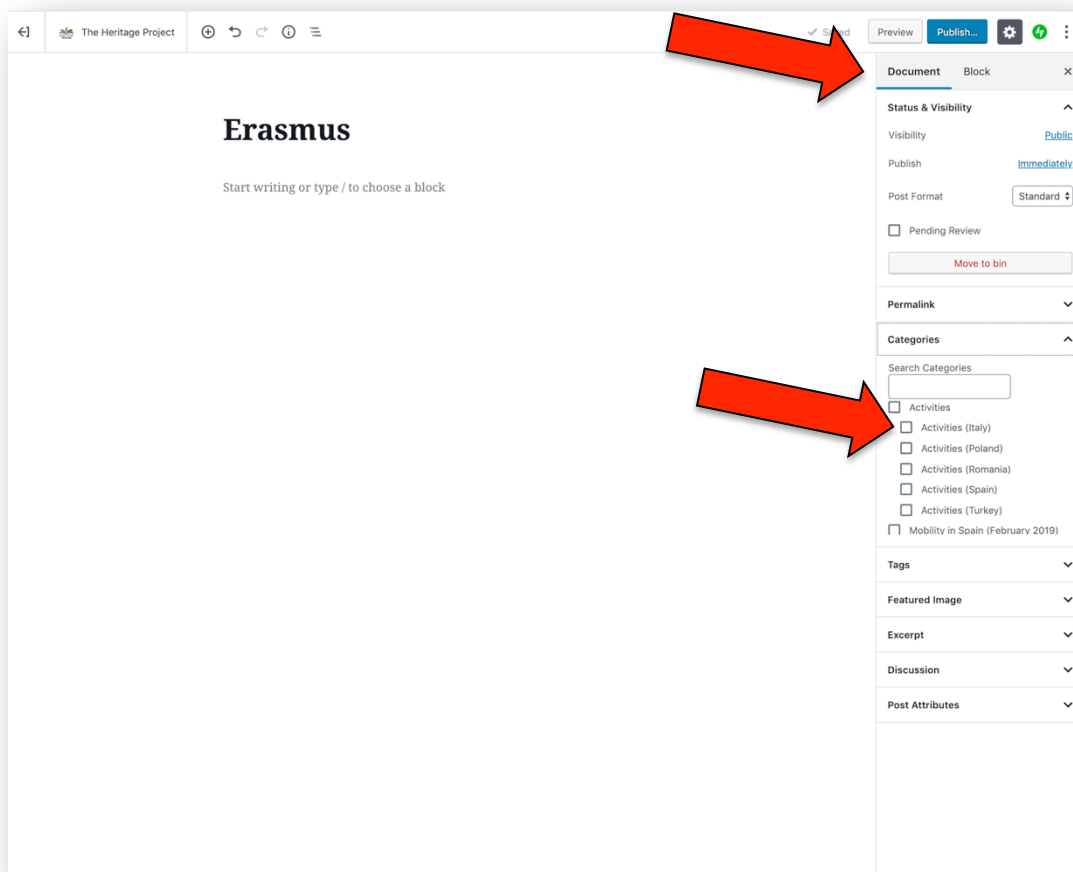 The Heritage Project
Saved
Preview
Publish...
Document Block
Erasmus
Start writing or type / to choose a block
Status & Visibility
Visibility Public
Publish Immediately
Post Format Standard
Pending Review
Move to bin
Permalink
Categories
Search Categories
Activities
Activities (Italy)
Activities (Poland)
Activities (Romania)
Activities (Spain)
Activities (Turkey)
Mobility in Spain (February 2019)
Tags
Featured Image
Excerpt
Discussion
Post Attributes